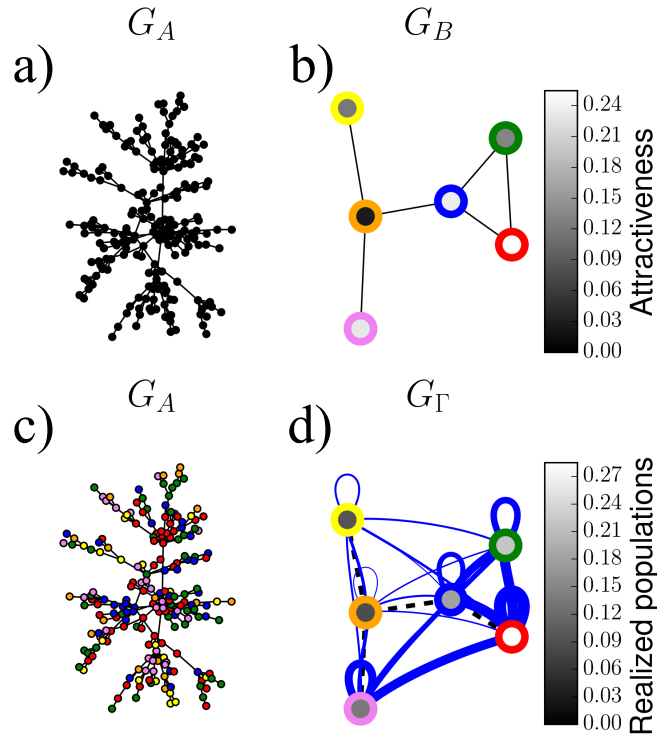 G_A
G_B
a)
b)
0.24
0.21
0.18
0.15
0.12
0.09
0.06
0.03
0.00
Attractiveness
G_A
G_Γ
c)
d)
0.27
0.24
0.21
0.18
0.15
0.12
0.09
0.06
0.03
0.00
Realized populations